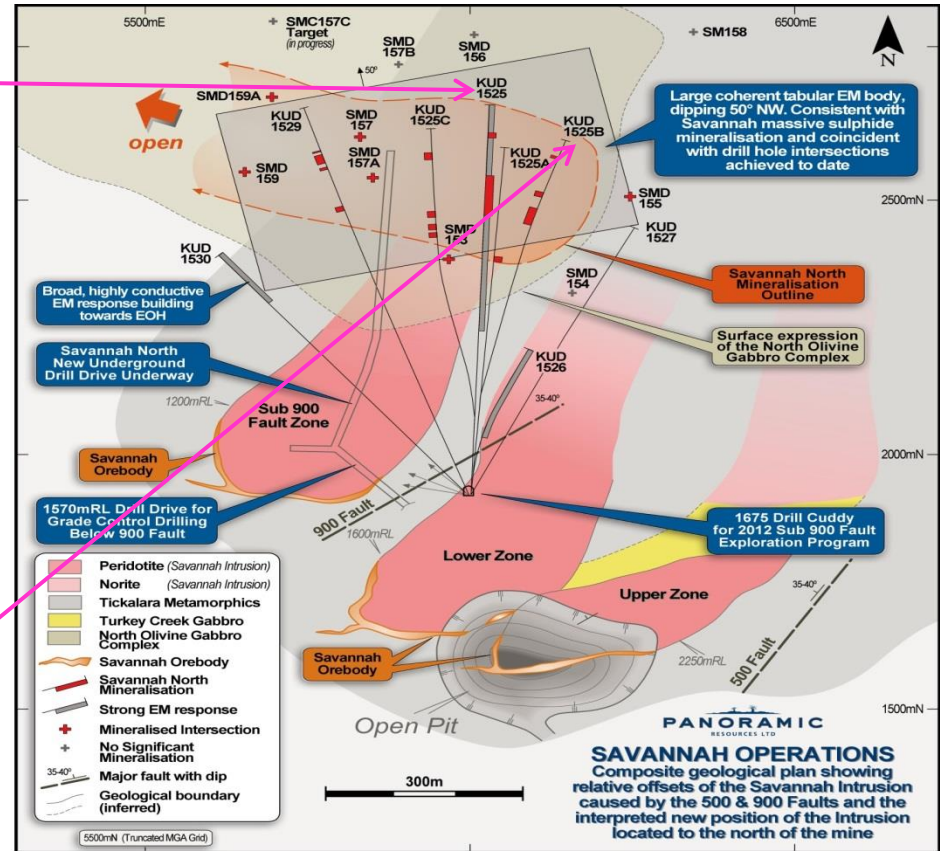 5500mE
6500mE
SMC157C
Target
(in progress)
SMD
157B
SMD
156
SM158
N
50º
SMD159A
KUD
1525
KUD
1529
SMD
157
KUD
1525C
KUD
1525B
Large coherent tabular EM body,
dipping 50° NW. Consistent with
Savannah massive sulphide
mineralisation and coincident
with drill hole intersections
achieved to date
open
SMD
157A
KUD
1525A
SMD
159
SMD
155
2500mN
KUD
1527
SMD
153
KUD
1530
SMD
154
Savannah North
Mineralisation
Outline
Broad, highly conductive
EM response building
towards EOH
Surface expression
of the North Olivine
Gabbro Complex
Savannah North
New Underground
Drill Drive Underway
KUD
1526
1200mRL
Sub 900
Fault Zone
35-40º
Savannah
Orebody
2000mN
1570mRL Drill Drive for
Grade Control Drilling
Below 900 Fault
900 Fault
1600mRL
1675 Drill Cuddy
for 2012 Sub 900 Fault
Exploration Program
Lower Zone
Upper Zone
35-40º
Peridotite (Savannah Intrusion)
Norite (Savannah Intrusion)
Tickalara Metamorphics
Turkey Creek Gabbro
North Olivine Gabbro
Complex
Savannah Orebody
Savannah North
Mineralisation
Strong EM response
Mineralised Intersection
No Significant
Mineralisation
35-40º
Major fault with dip
Geological boundary
(inferred)
5500mN (Truncated MGA Grid)
Savannah
Orebody
2250mRL
500 Fault
Open Pit
1500mN
300m
PANORAMIC
RESOURCES LTD
SAVANNAH OPERATIONS
Composite geological plan showing
relative offsets of the Savannah Intrusion
caused by the 500 & 900 Faults and the
interpreted new position of the Intrusion
located to the north of the mine